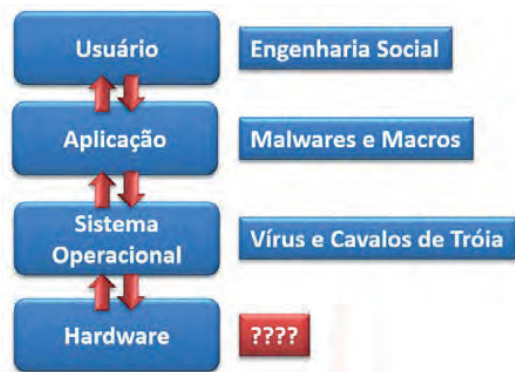 Usuário
Engenharia Social
Aplicação
Malwares e Macros
Sistema
Operacional
Vírus e Cavalos de Tróia
Hardware
????